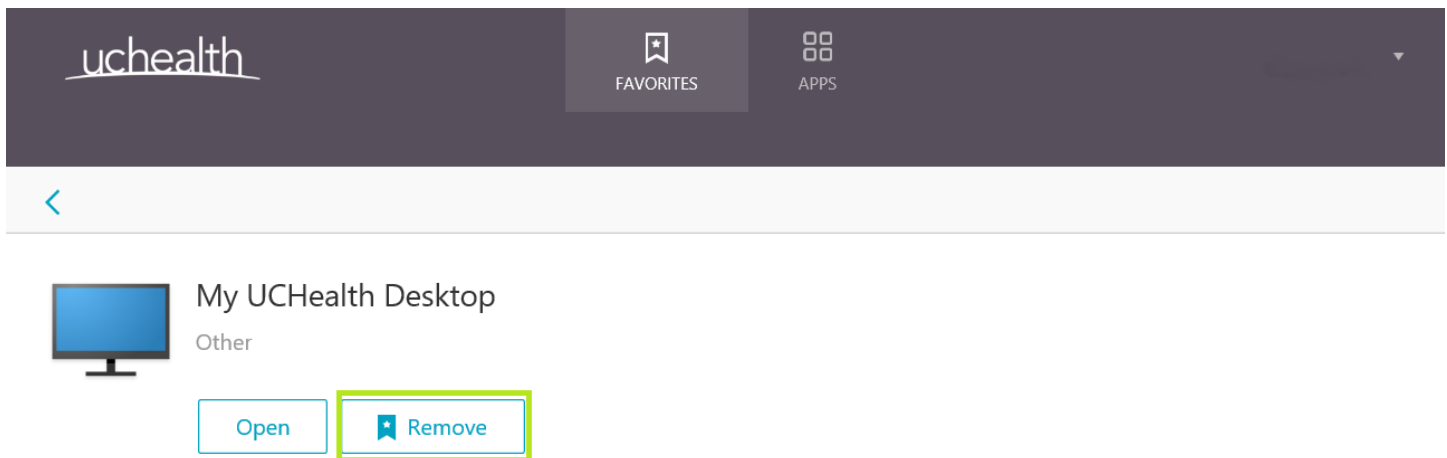 uchealth
FAVORITES
APPS
My UCHealth Desktop
Other
Open
Remove